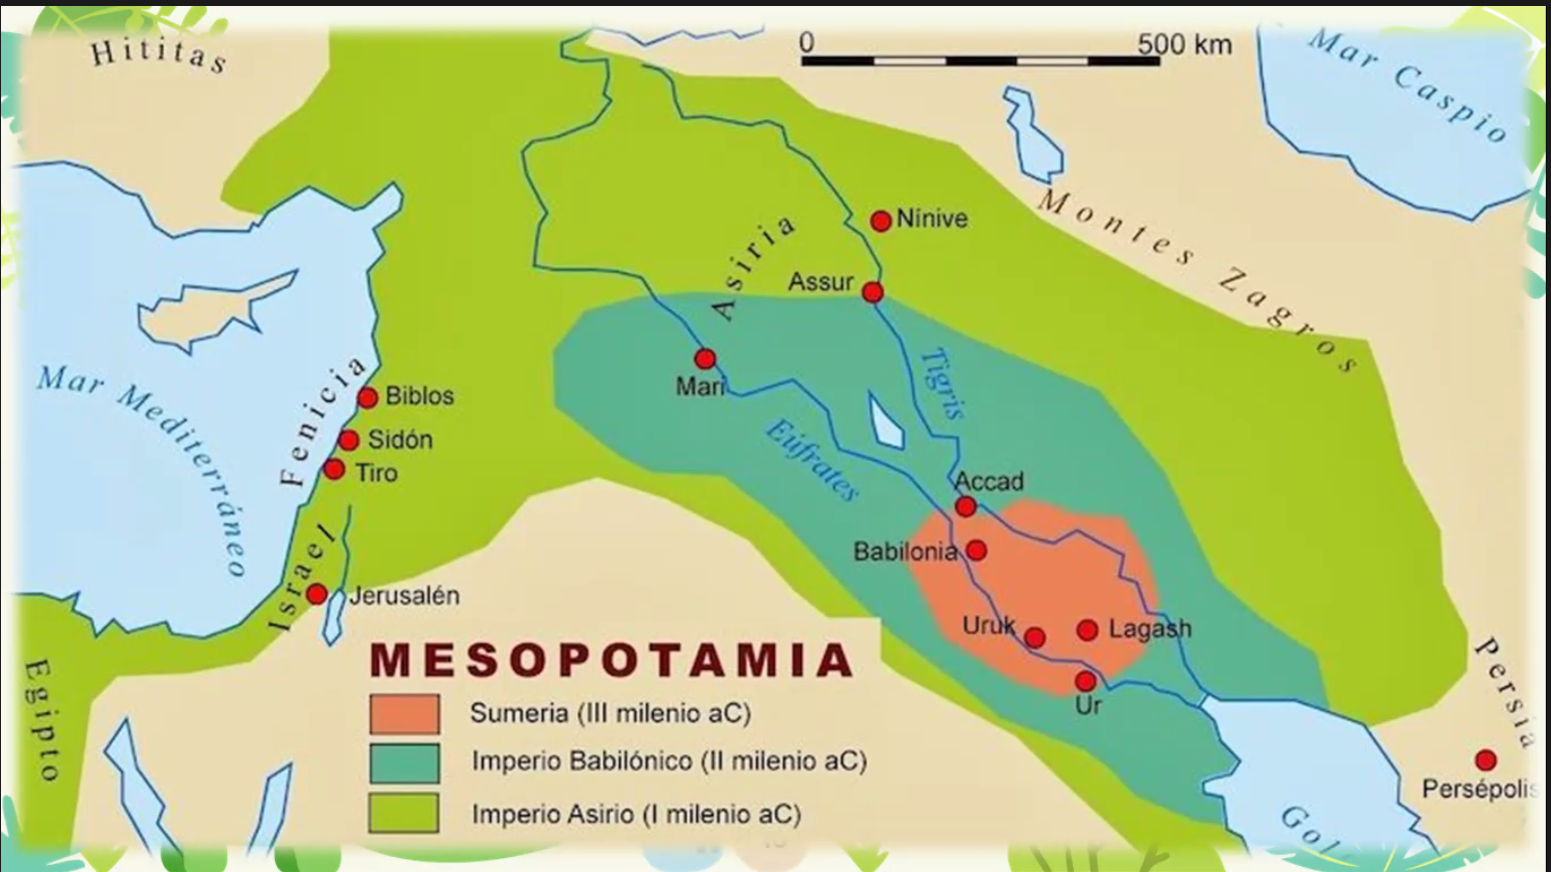 Hititas
0 500 km
Mar Caspio
Montes Zagros
Nínive
Asiria
Assur
Tigris
Mari
Mar Mediterráneo
Fenicia
Biblos
Sidón
Tiro
Eúfrates
Accad
Babilonia
Israel
Jerusalén
Uruk
Lagash
Ur
Egipto
Persia
Persépolis
MESOPOTAMIA
Sumeria (III milenio aC)
Imperio Babilónico (II milenio aC)
Imperio Asirio (I milenio aC)